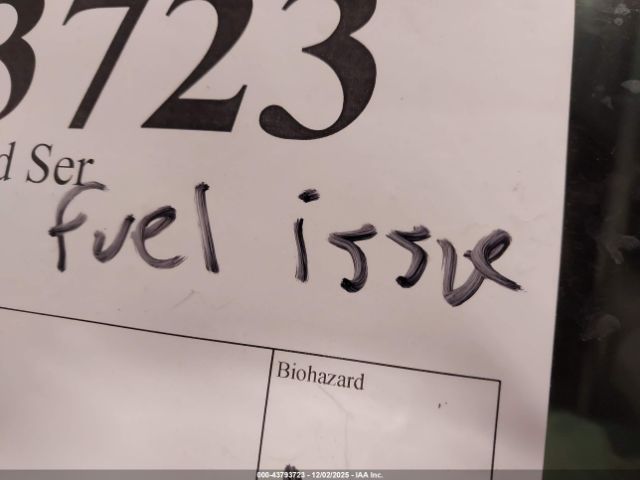 3723
d Ser
fuel issue
Biohazard
000-43793723 - 12/02/2025 - IAA Inc.